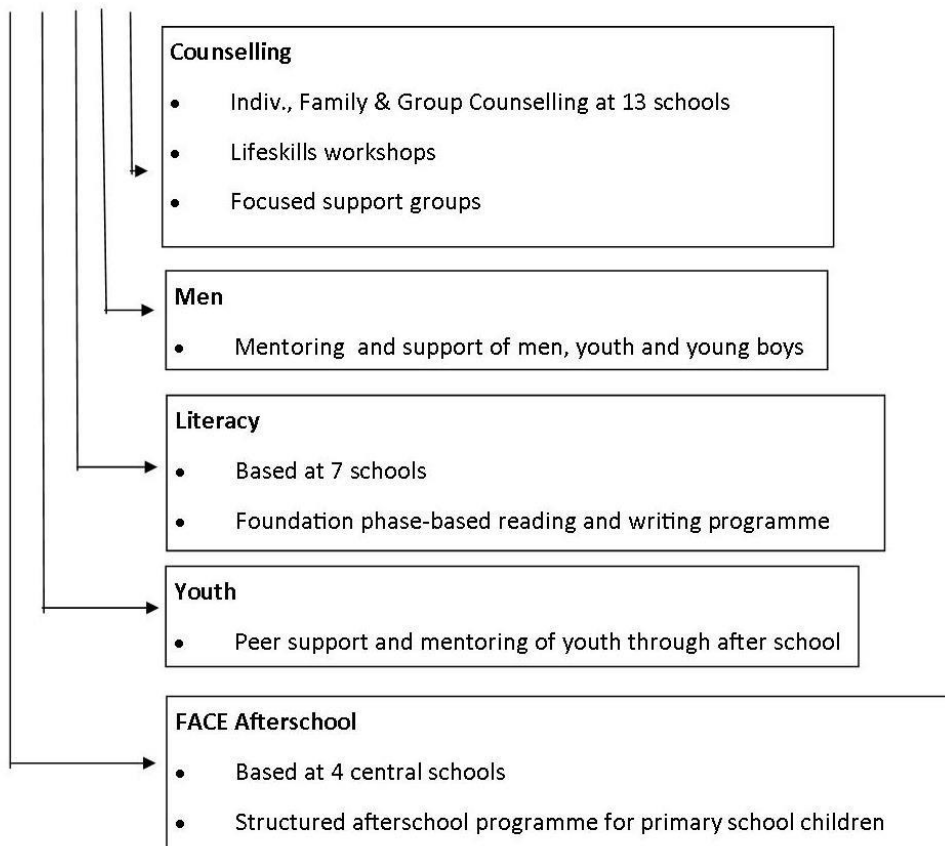 Counselling
• Indiv., Family & Group Counselling at 13 schools
• Lifeskills workshops
• Focused support groups
Men
• Mentoring  and support of men, youth and young boys
Literacy
• Based at 7 schools
• Foundation phase-based reading and writing programme
Youth
• Peer support and mentoring of youth through after school
FACE Afterschool
• Based at 4 central schools
• Structured afterschool programme for primary school children